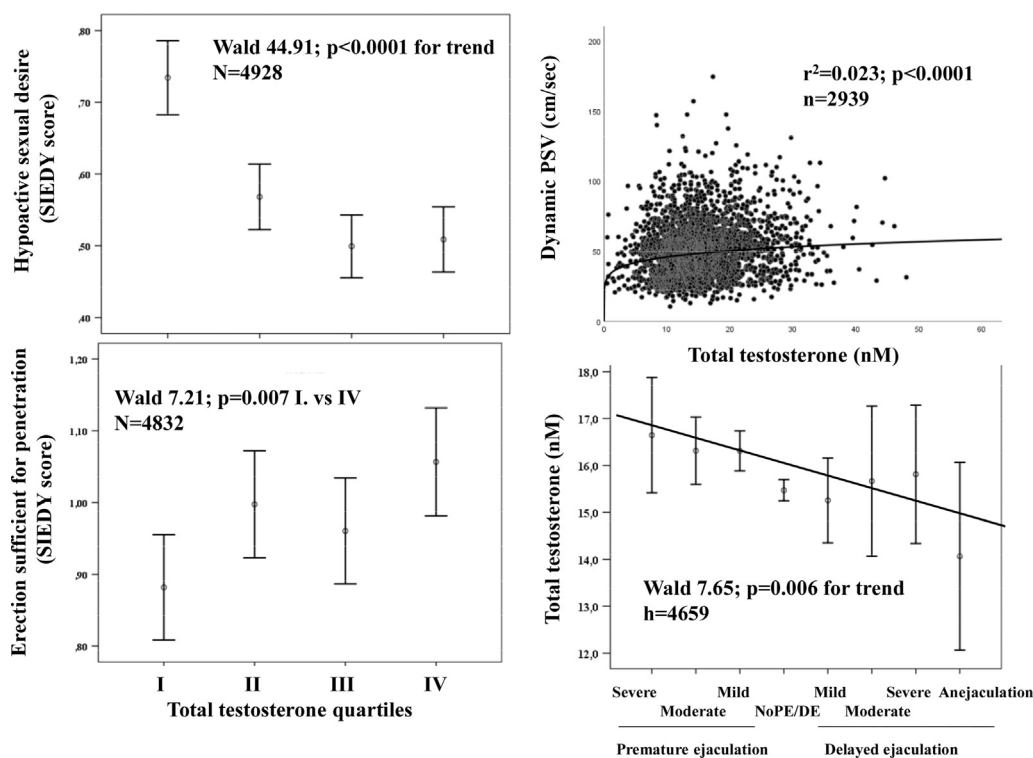 Hypoactive sexual desire
(SIEDY score)
,80
,70
,60
,50
,40
Wald 44.91; p<0.0001 for trend
N=4928
Dynamic PSV (cm/sec)
200
150
100
50
0
r²=0.023; p<0.0001
n=2939
0
10
20
30
40
50
60
Total testosterone (nM)
Erection sufficient for penetration
(SIEDY score)
1,20
1,10
1,00
,90
,80
Wald 7.21; p=0.007 I. vs IV
N=4832
I II III IV
Total testosterone quartiles
Total testosterone (nM)
18,0
17,0
16,0
15,0
14,0
13,0
12,0
Wald 7.65; p=0.006 for trend
h=4659
Severe Mild Mild Severe Anejaculation
Moderate NoPE/DE Moderate
Premature ejaculation Delayed ejaculation